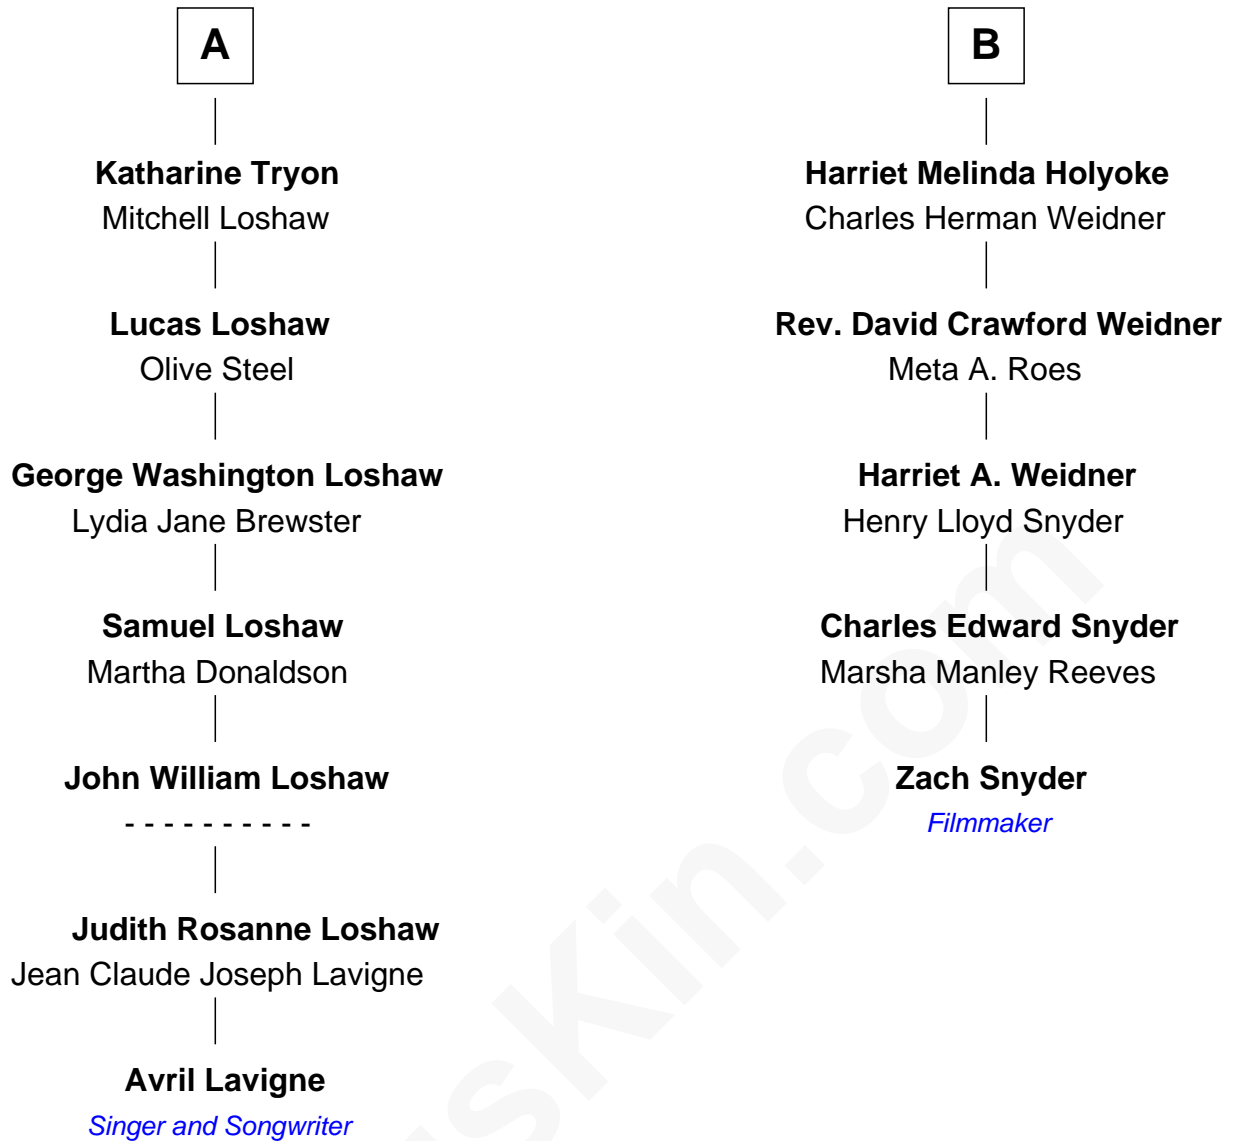 A
Katharine Tryon
Mitchell Loshaw
Lucas Loshaw
Olive Steel
George Washington Loshaw
Lydia Jane Brewster
Samuel Loshaw
Martha Donaldson
John William Loshaw
- - - - - - - - - -
Judith Rosanne Loshaw
Jean Claude Joseph Lavigne
Avril Lavigne
Singer and Songwriter
B
Harriet Melinda Holyoke
Charles Herman Weidner
Rev. David Crawford Weidner
Meta A. Roes
Harriet A. Weidner
Henry Lloyd Snyder
Charles Edward Snyder
Marsha Manley Reeves
Zach Snyder
Filmmaker
usKin.com